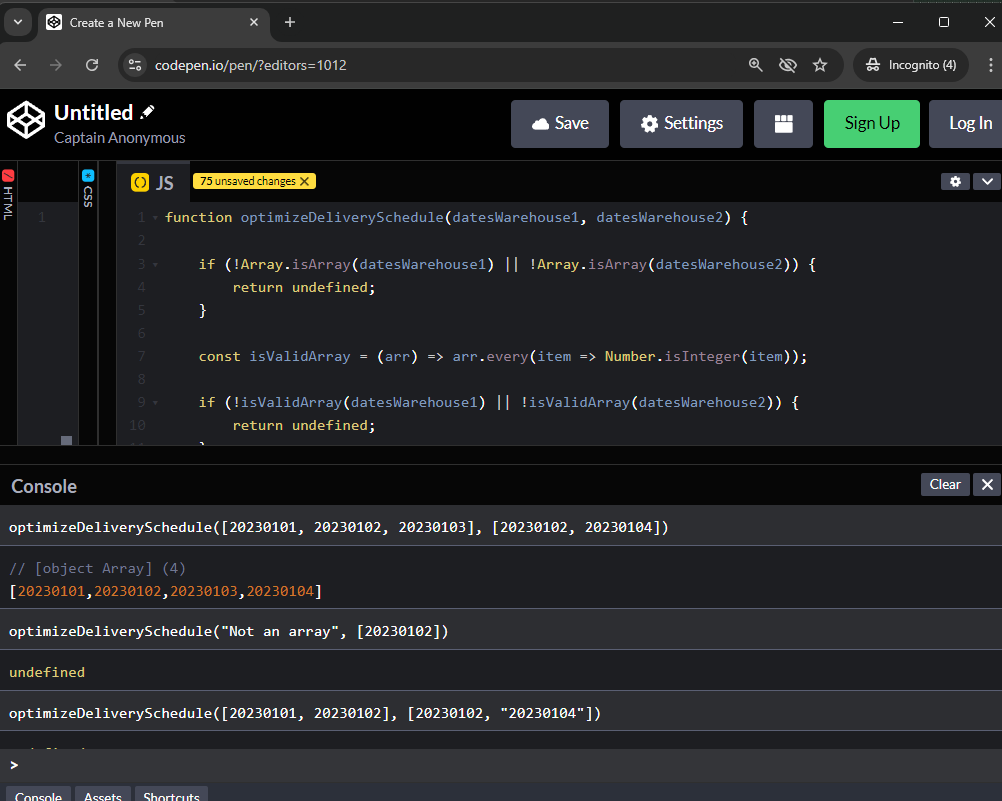 Create a New Pen
codepen.io/pen/?editors=1012
Incognito (4)
Untitled
Captain Anonymous
Save
Settings
Sign Up
Log In
HTML
1
CSS
JS
75 unsaved changes
1 function optimizeDeliverySchedule(datesWarehouse1, datesWarehouse2) {
2
3 if (!Array.isArray(datesWarehouse1) || !Array.isArray(datesWarehouse2)) {
4 return undefined;
5 }
6
7 const isValidArray = (arr) => arr.every(item => Number.isInteger(item));
8
9 if (!isValidArray(datesWarehouse1) || !isValidArray(datesWarehouse2)) {
10 return undefined;
Console
Clear
optimizeDeliverySchedule([20230101, 20230102, 20230103], [20230102, 20230104])
// [object Array] (4)
[20230101,20230102,20230103,20230104]
optimizeDeliverySchedule("Not an array", [20230102])
undefined
optimizeDeliverySchedule([20230101, 20230102], [20230102, "20230104"])
>
Console
Assets
Shortcuts